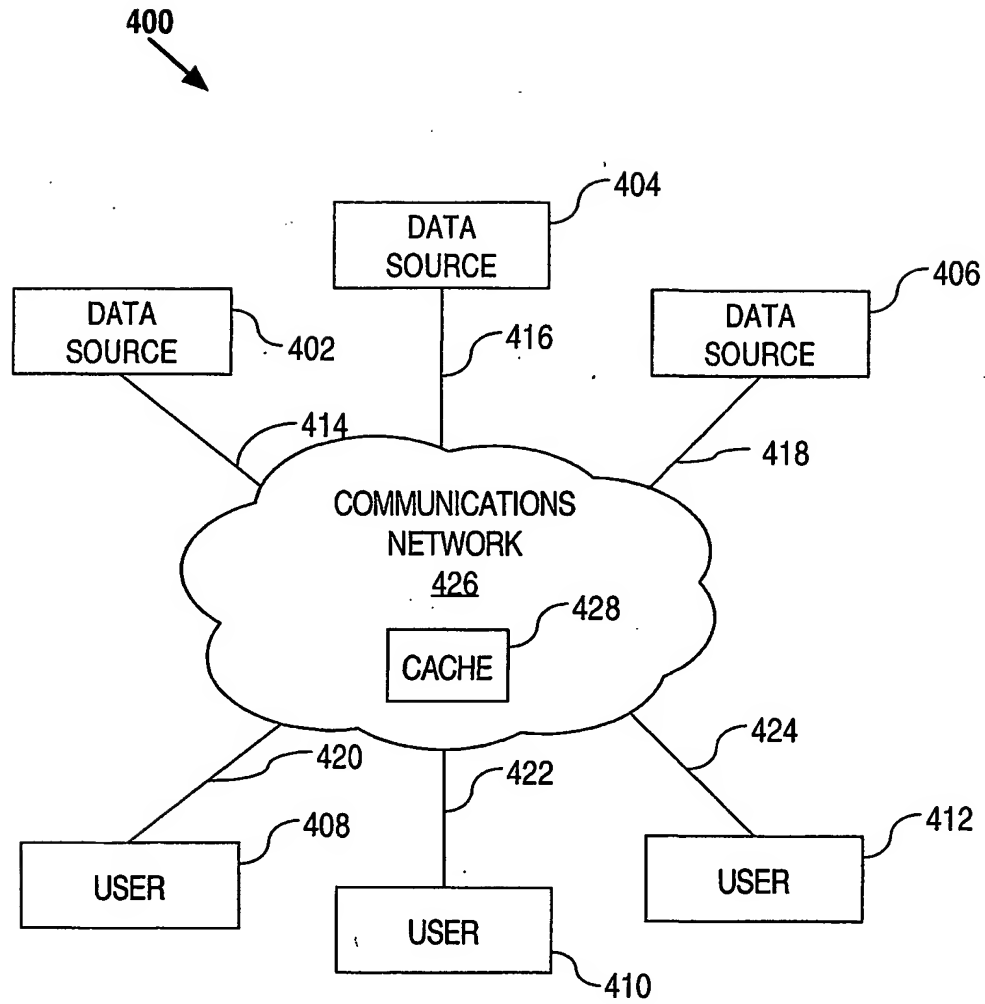 400
404
DATA
SOURCE
406
DATA
SOURCE
402
DATA
SOURCE
416
414
418
COMMUNICATIONS
NETWORK
426
428
CACHE
420
422
424
408
USER
412
USER
USER
410